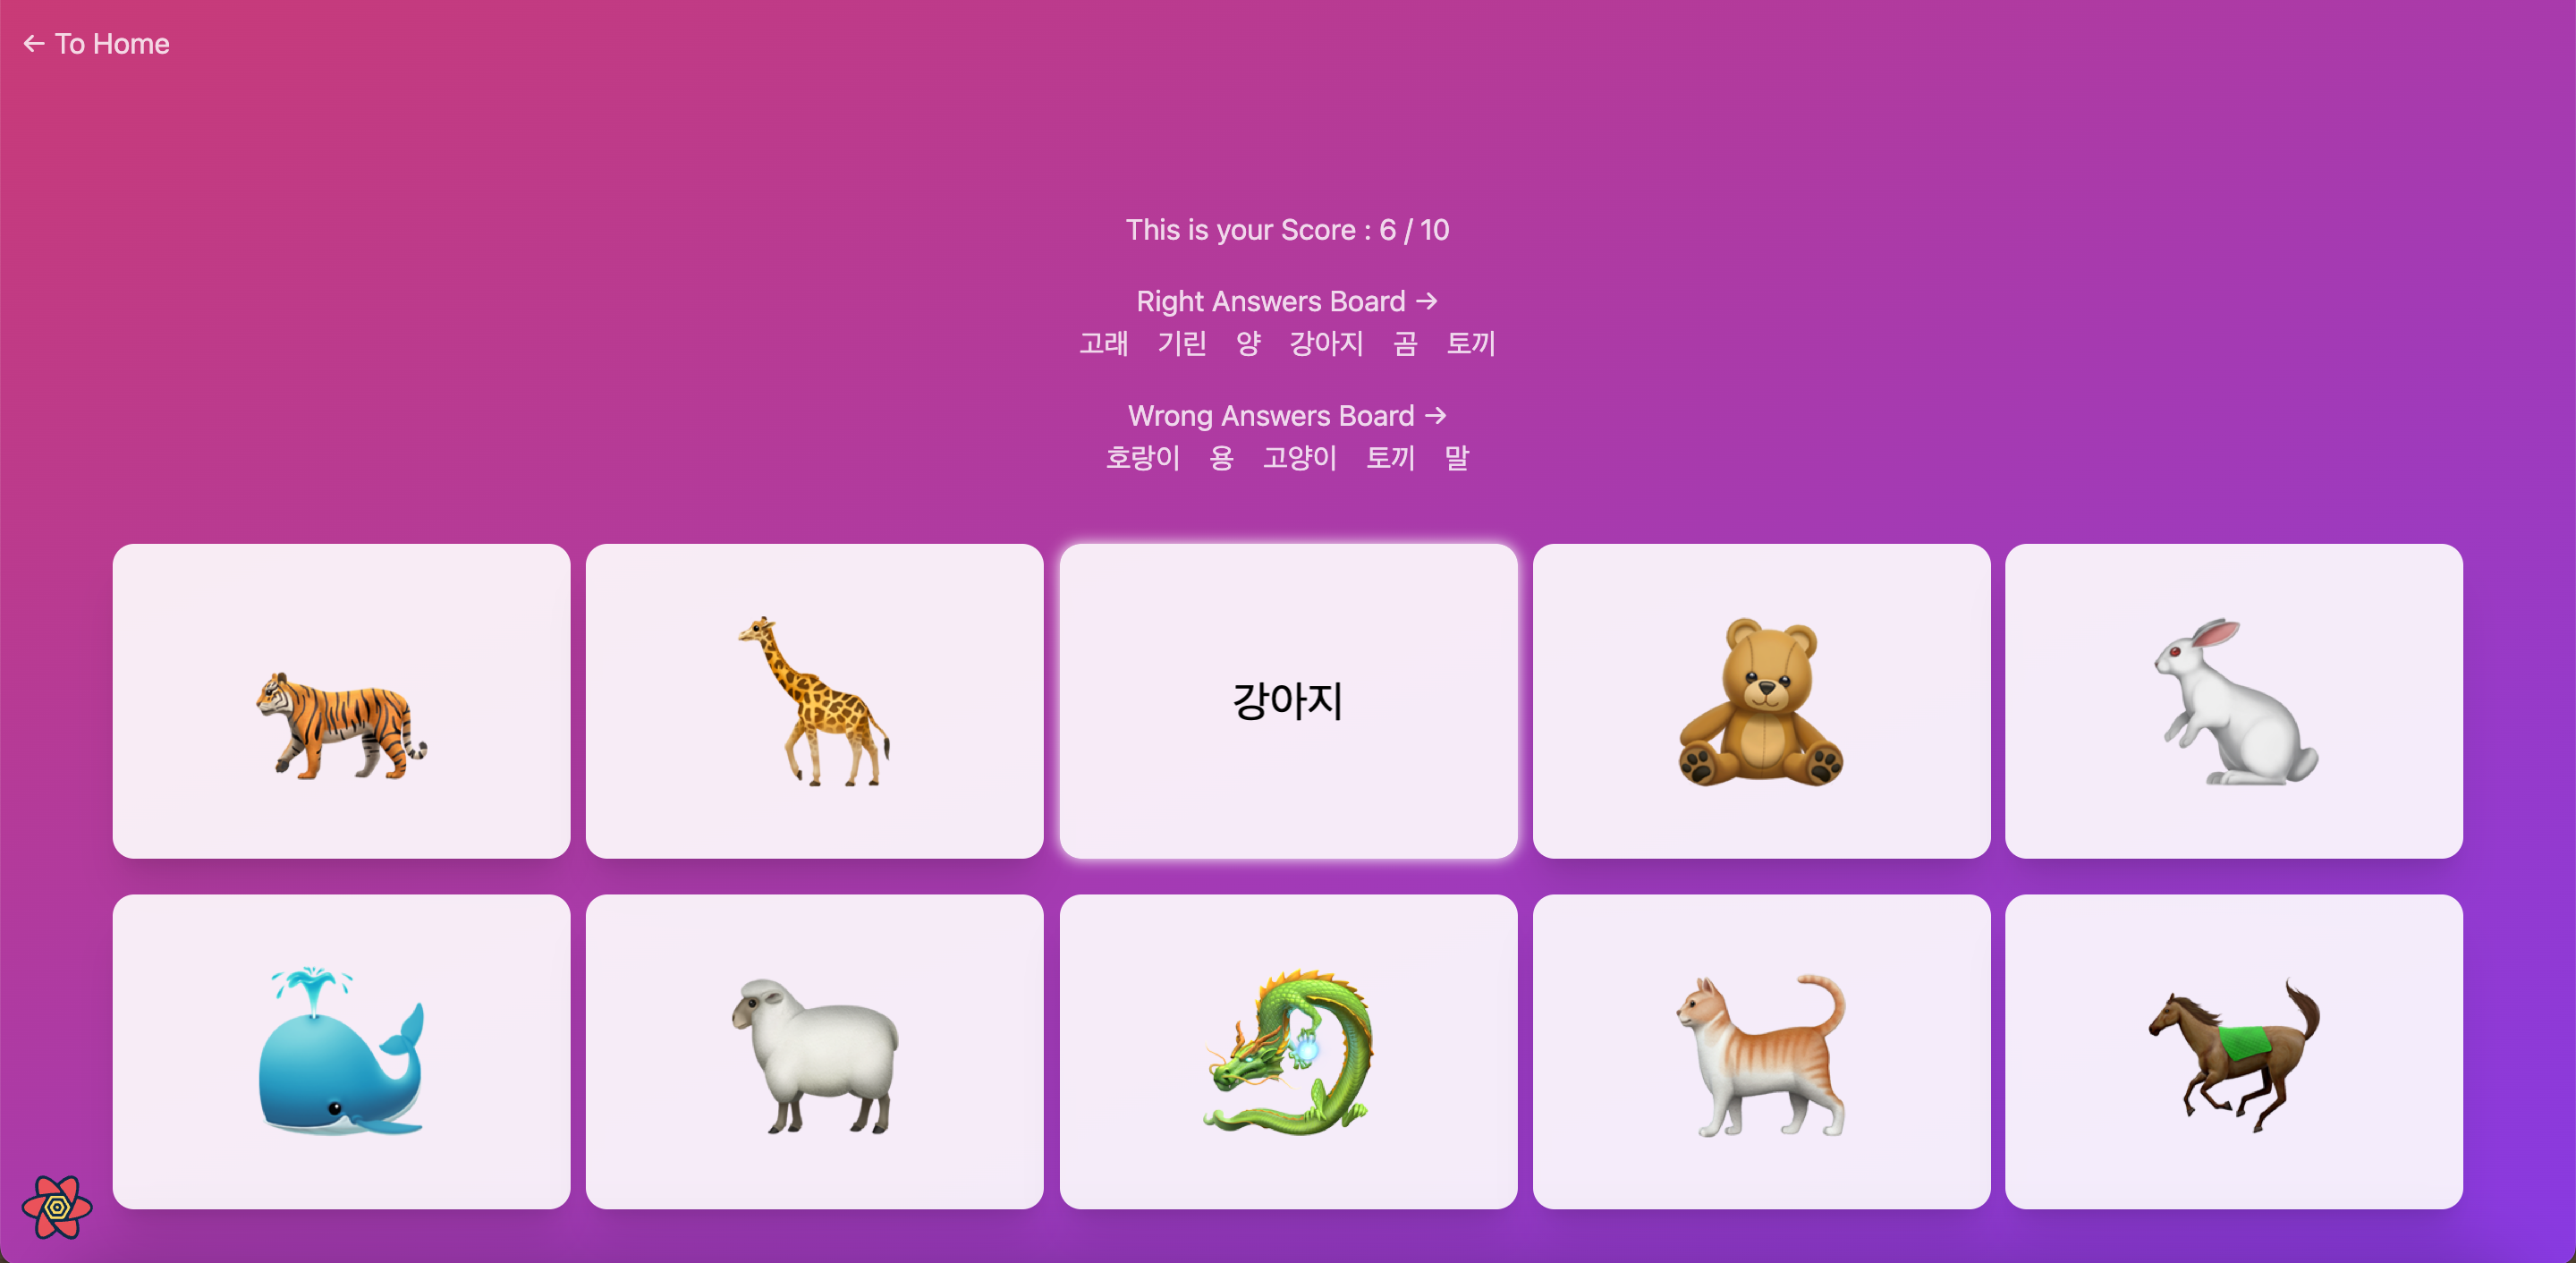 ← To Home
This is your Score : 6 / 10
Right Answers Board →
고래 기린 양 강아지 곰 토끼
Wrong Answers Board →
호랑이 용 고양이 토끼 말
강아지